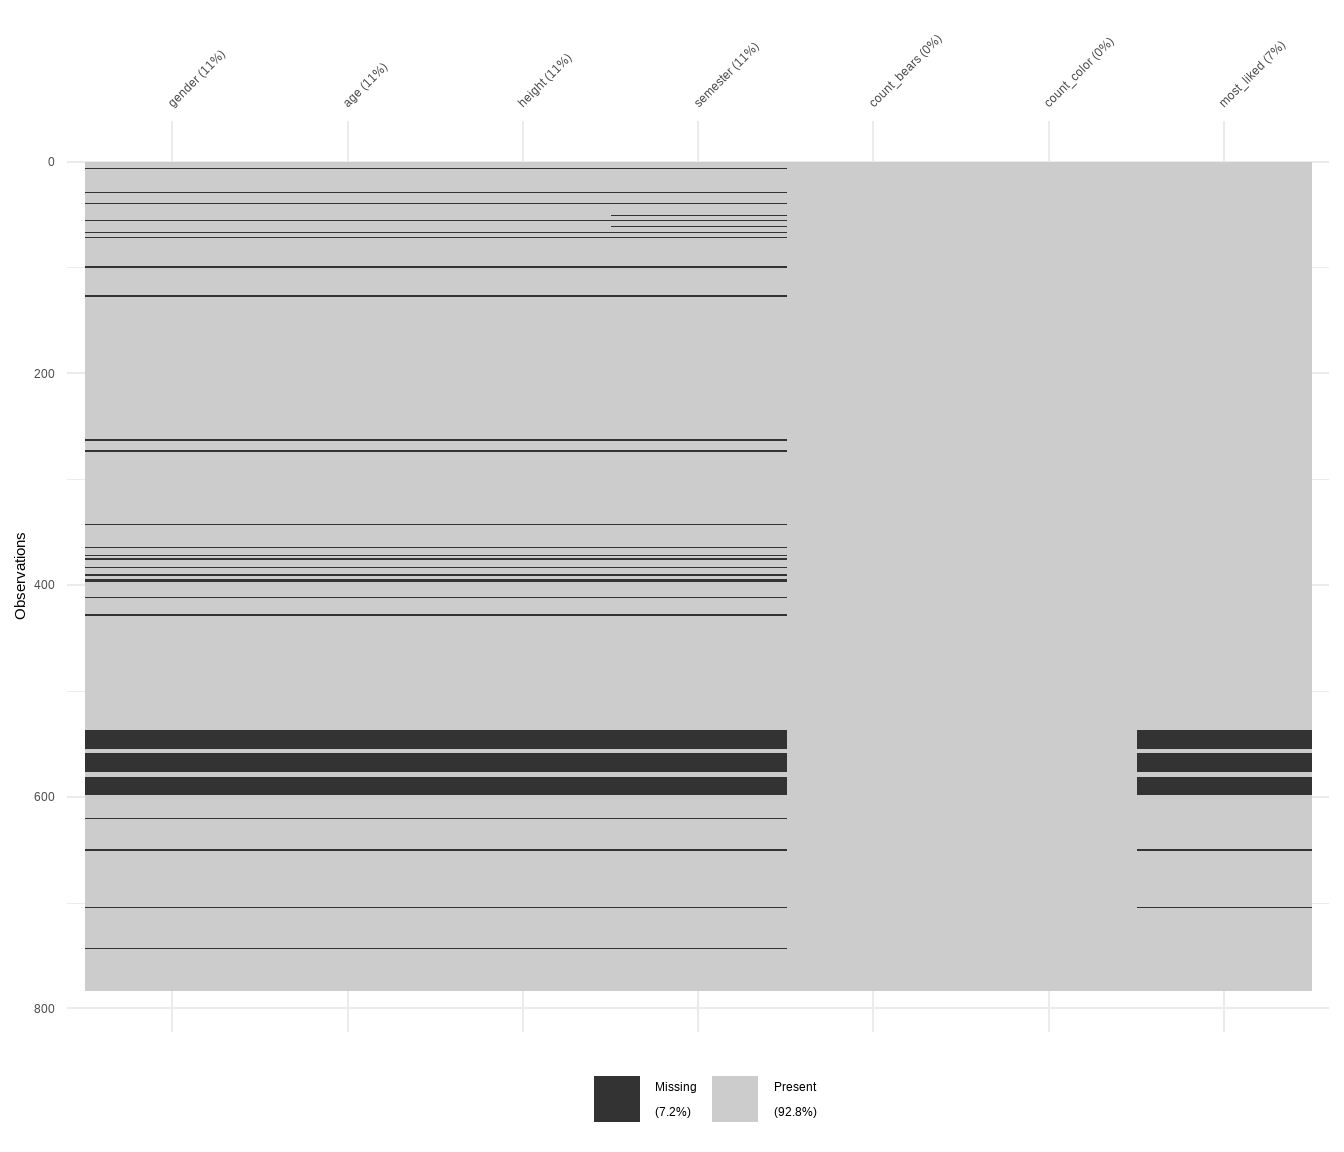 gender (11%)
age (11%)
height (11%)
semester (11%)
count_bears (0%)
count_color (0%)
most_liked (7%)
0
200
400
600
800
Observations
Missing
(7.2%)
Present
(92.8%)